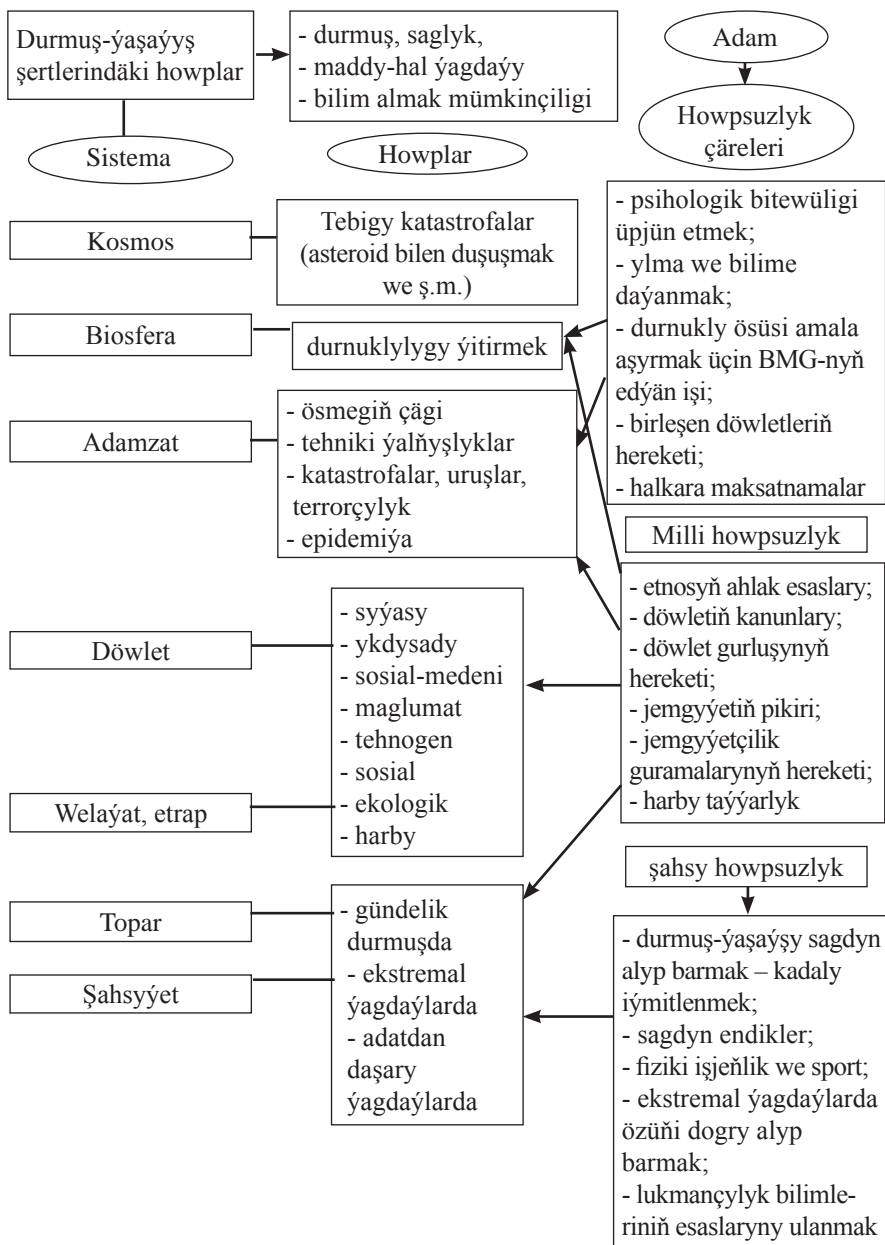 Durmuş-ýaşaýyş
şertlerindäki howplar
- durmuş, saglyk,
- maddy-hal ýagdaýy
- bilim almak mümkinçiligi
Adam
Howpsuzlyk
çäreleri
Sistema
Howplar
Kosmos
Tebigy katastrofalar
(asteroid bilen duşuşmak
we ş.m.)
- psihologik bitewüligi
üpjün etmek;
- ylma we bilime
daýanmak;
- durnukly ösüsi amala
aşyrmak üçin BMG-nyň
edýän işi;
- birleşen döwletleriň
hereketi;
- halkara maksatnamalar
Biosfera
durnuklylygy ýitirmek
Adamzat
- ösmegiň çägi
- tehniki ýalňyşlyklar
- katastrofalar, uruşlar,
terrorçylyk
- epidemiýa
Milli howpsuzlyk
- etnosyň ahlak esaslary;
- döwletiň kanunlary;
- döwlet gurluşynyň
hereketi;
- jemgyýetiň pikiri;
- jemgyýetçilik
guramalarynyň hereketi;
- harby taýýarlyk
Döwlet
- syýasy
- ykdysady
- sosial-medeni
- maglumat
- tehnogen
- sosial
- ekologik
- harby
Welaýat, etrap
şahsy howpsuzlyk
Topar
- gündelik
durmuşda
- ekstremal
ýagdaýlarda
- adatdan
daşary
ýagdaýlarda
Şahsyýet
- durmuş-ýaşaýşy sagdyn
alyp barmak – kadaly
iýmitlenmek;
- sagdyn endikler;
- fiziki işjeňlik we sport;
- ekstremal ýagdaýlarda
özüňi dogry alyp
barmak;
- lukmançylyk bilimle-
riniň esaslaryny ulanmak